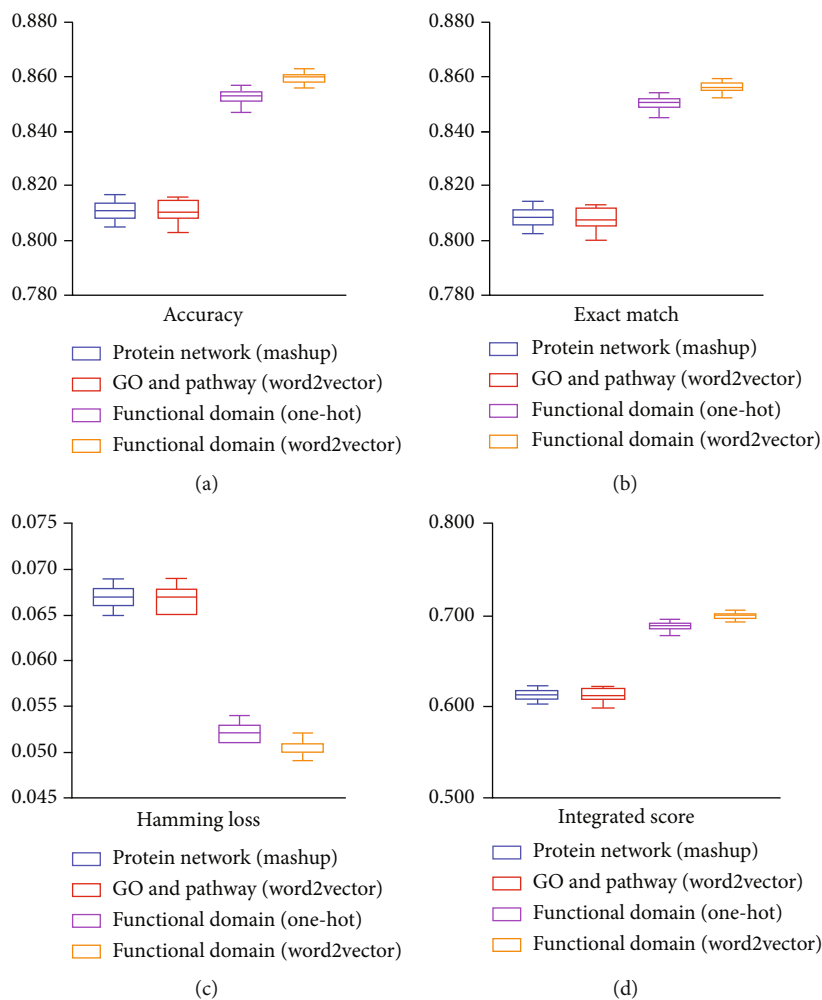 0.880
0.860
0.840
0.820
0.800
0.780
Accuracy
Protein network (mashup)
GO and pathway (word2vector)
Functional domain (one-hot)
Functional domain (word2vector)
(a)
0.880
0.860
0.840
0.820
0.800
0.780
Exact match
Protein network (mashup)
GO and pathway (word2vector)
Functional domain (one-hot)
Functional domain (word2vector)
(b)
0.075
0.070
0.065
0.060
0.055
0.050
0.045
Hamming loss
Protein network (mashup)
GO and pathway (word2vector)
Functional domain (one-hot)
Functional domain (word2vector)
(c)
0.800
0.700
0.600
0.500
Integrated score
Protein network (mashup)
GO and pathway (word2vector)
Functional domain (one-hot)
Functional domain (word2vector)
(d)